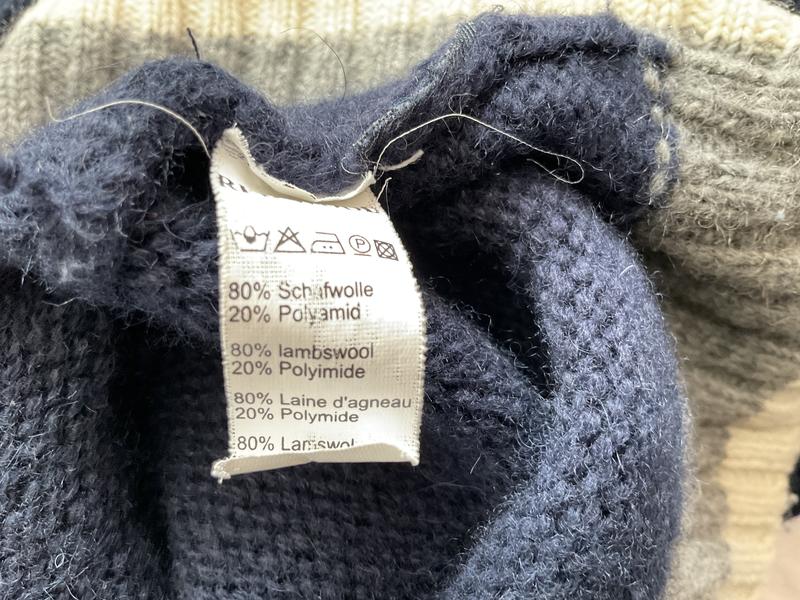 80% Schafwolle
20% Polyamid
80% lambswool
20% Polyimide
80% Laine d'agneau
20% Polymide
80% Lamswol